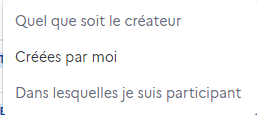 Quel que soit le créateur
Créées par moi
Dans lesquelles je suis participant